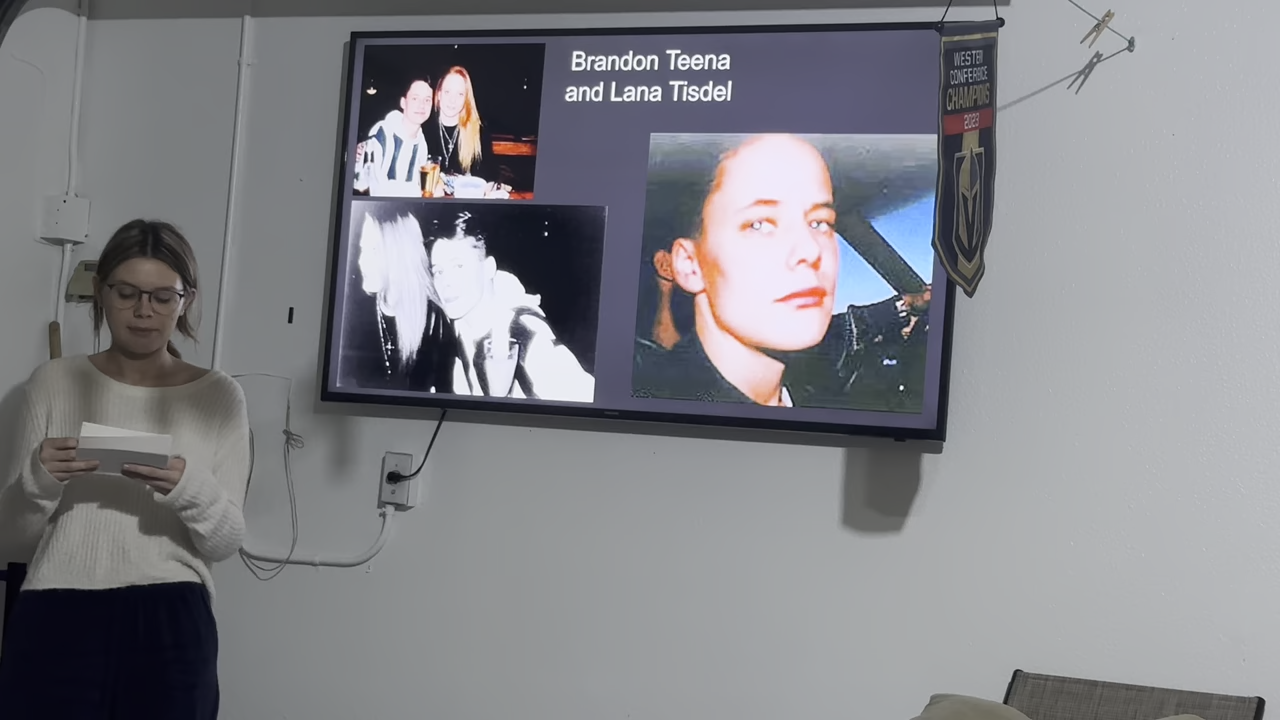 Brandon Teena
and Lana Tisdel
WESTERN
CONFERENCE
CHAMPIONS
2023